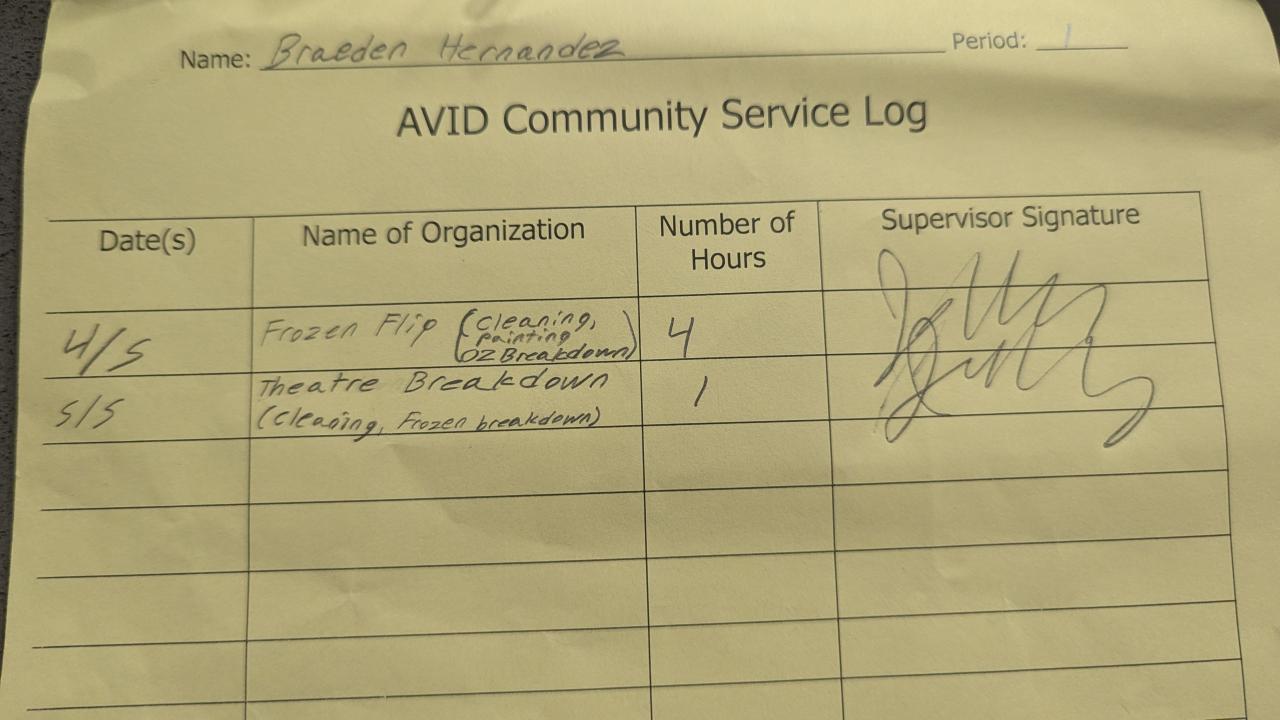 Name: Braeden Hernandez Period: 1
AVID Community Service Log
Date(s) Name of Organization Number of Hours Supervisor Signature
4/5 Frozen Flip (cleaning, painting OZ Breakdown) 4
5/5 Theatre Breakdown (cleaning, Frozen breakdown) 1